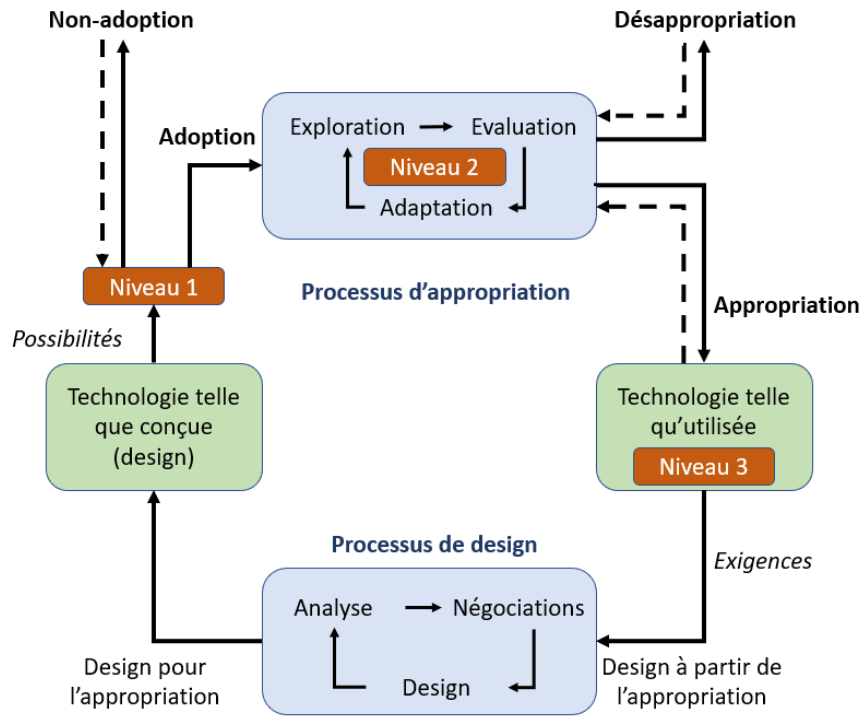 Non-adoption
Désappropriation
Adoption
Exploration
Evaluation
Niveau 2
Adaptation
Niveau 1
Processus d’appropriation
Appropriation
Possibilités
Technologie telle
que conçue
(design)
Technologie telle
qu’utilisée
Niveau 3
Processus de design
Exigences
Analyse
Négociations
Design
Design pour
l’appropriation
Design à partir de
l’appropriation